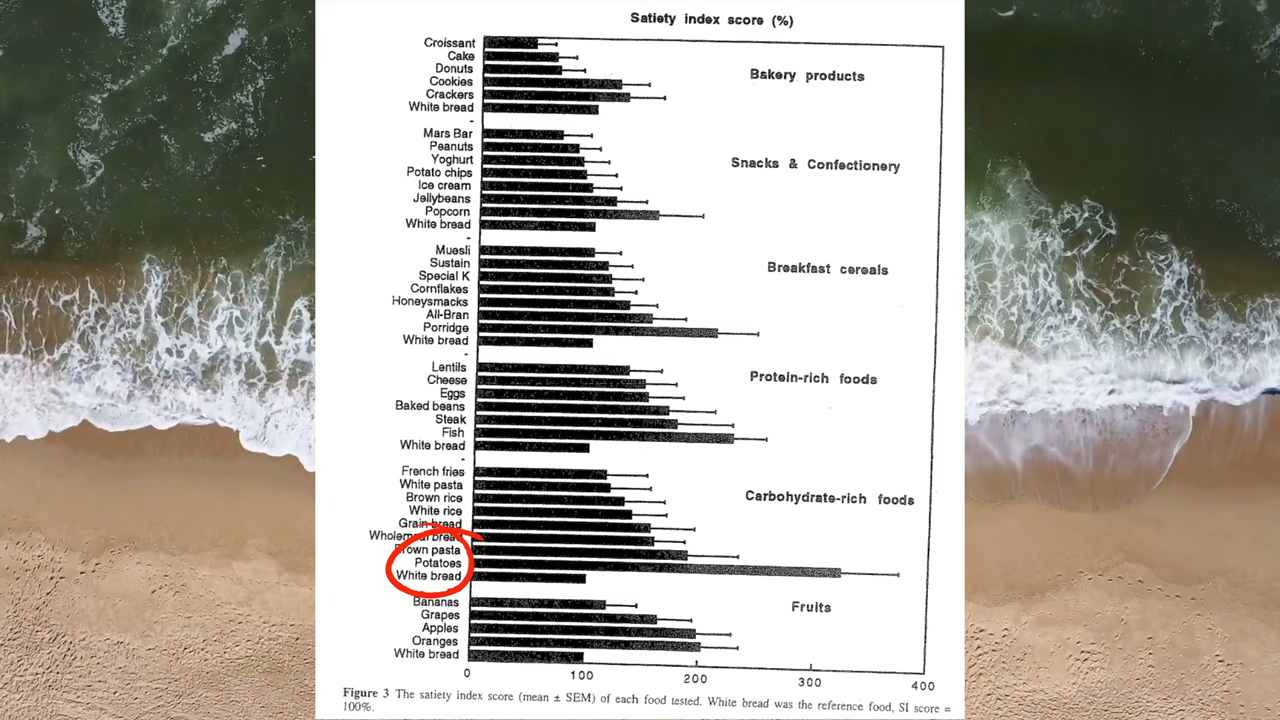 Satiety index score (%)
Croissant
Cake
Donuts
Bakery products
Cookies
Crackers
White bread
-
Mars Bar
Peanuts
Yoghurt
Snacks & Confectionery
Potato chips
Ice cream
Jellybeans
Popcorn
White bread
-
Muesli
Sustain
Breakfast cereals
Special K
Cornflakes
Honeysmacks
All-Bran
Porridge
White bread
-
Lentils
Cheese
Protein-rich foods
Eggs
Baked beans
Steak
Fish
White bread
-
French fries
White pasta
Brown rice
Carbohydrate-rich foods
White rice
Grain bread
Wholemeal bread
Brown pasta
Potatoes
White bread
Bananas
Fruits
Grapes
Apples
Oranges
White bread
0 100 200 300 400
Figure 3 The satiety index score (mean ± SEM) of each food tested. White bread was the reference food, SI score =
100%.